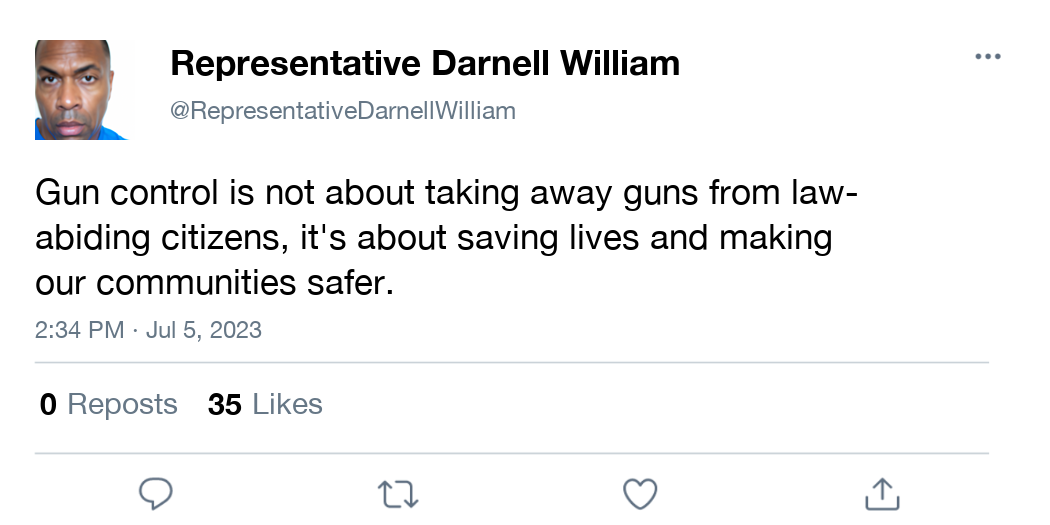 Representative Darnell William
@RepresentativeDarnellWilliam
Gun control is not about taking away guns from law-
abiding citizens, it's about saving lives and making
our communities safer.
2:34 PM · Jul 5, 2023
0 Reposts 35 Likes